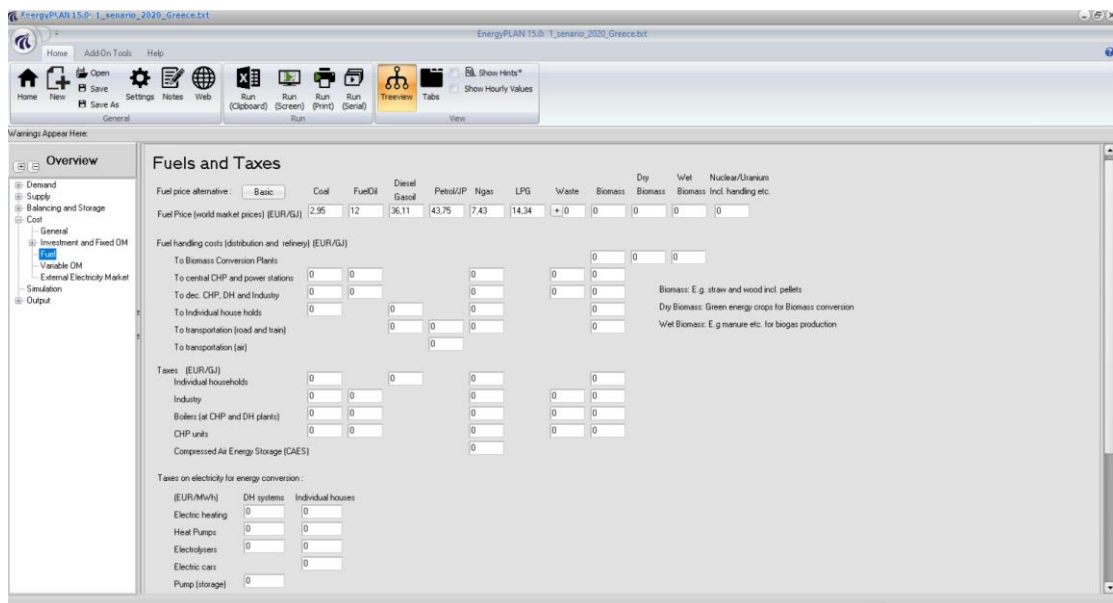 EnergyPLAN 15.0: 1_senario_2020_Greece.txt
EnergyPLAN 15.0: 1_senario_2020_Greece.txt
Home Add-On Tools Help
Home New Open Save Save As Settings Notes Web Run (Clipboard) Run (Screen) Run (Print) Run (Serial) Treeview Tabs Show Hints* Show Hourly Values
General Run View
Warnings Appear Here:
Overview
Demand
Supply
Balancing and Storage
Cost
General
Investment and Fixed OM
Fuel
Variable OM
External Electricity Market
Simulation
Output
Fuels and Taxes
Fuel price alternative : Basic Coal FuelOil Diesel Gasoil Petrol/JP Ngas LPG Waste Biomass Dry Biomass Wet Biomass Nuclear/Uranium Incl. handling etc.
Fuel Price (world market prices) (EUR/GJ) 2,95 12 36,11 43,75 7,43 14,34 + 0 0 0 0 0
Fuel handling costs (distribution and refinery) (EUR/GJ)
To Biomass Conversion Plants 0 0 0
To central CHP and power stations 0 0 0 0 0
To dec. CHP, DH and Industry 0 0 0 0 0
To Individual house holds 0 0 0 0
To transportation (road and train) 0 0 0 0
To transportation (air) 0
Biomass: E.g. straw and wood incl. pellets
Dry Biomass: Green energy crops for Biomass conversion
Wet Biomass: E.g manure etc. for biogas production
Taxes (EUR/GJ)
Individual households 0 0 0 0
Industry 0 0 0 0 0
Boilers (at CHP and DH plants) 0 0 0 0 0
CHP units 0 0 0 0 0
Compressed Air Energy Storage (CAES) 0
Taxes on electricity for energy conversion :
(EUR/MWh) DH systems Individual houses
Electric heating 0 0
Heat Pumps 0 0
Electrolysers 0 0
Electric cars 0
Pump (storage) 0